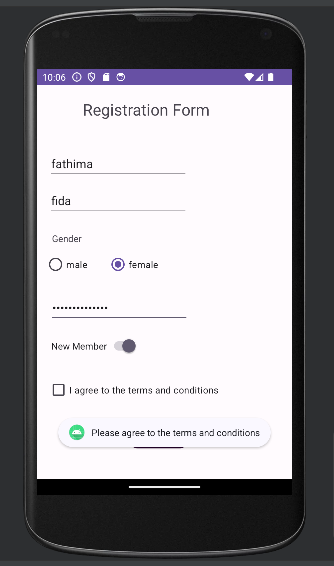 10:06
Registration Form
fathima
fida
Gender
male female
••••••••••••••
New Member
I agree to the terms and conditions
Please agree to the terms and conditions